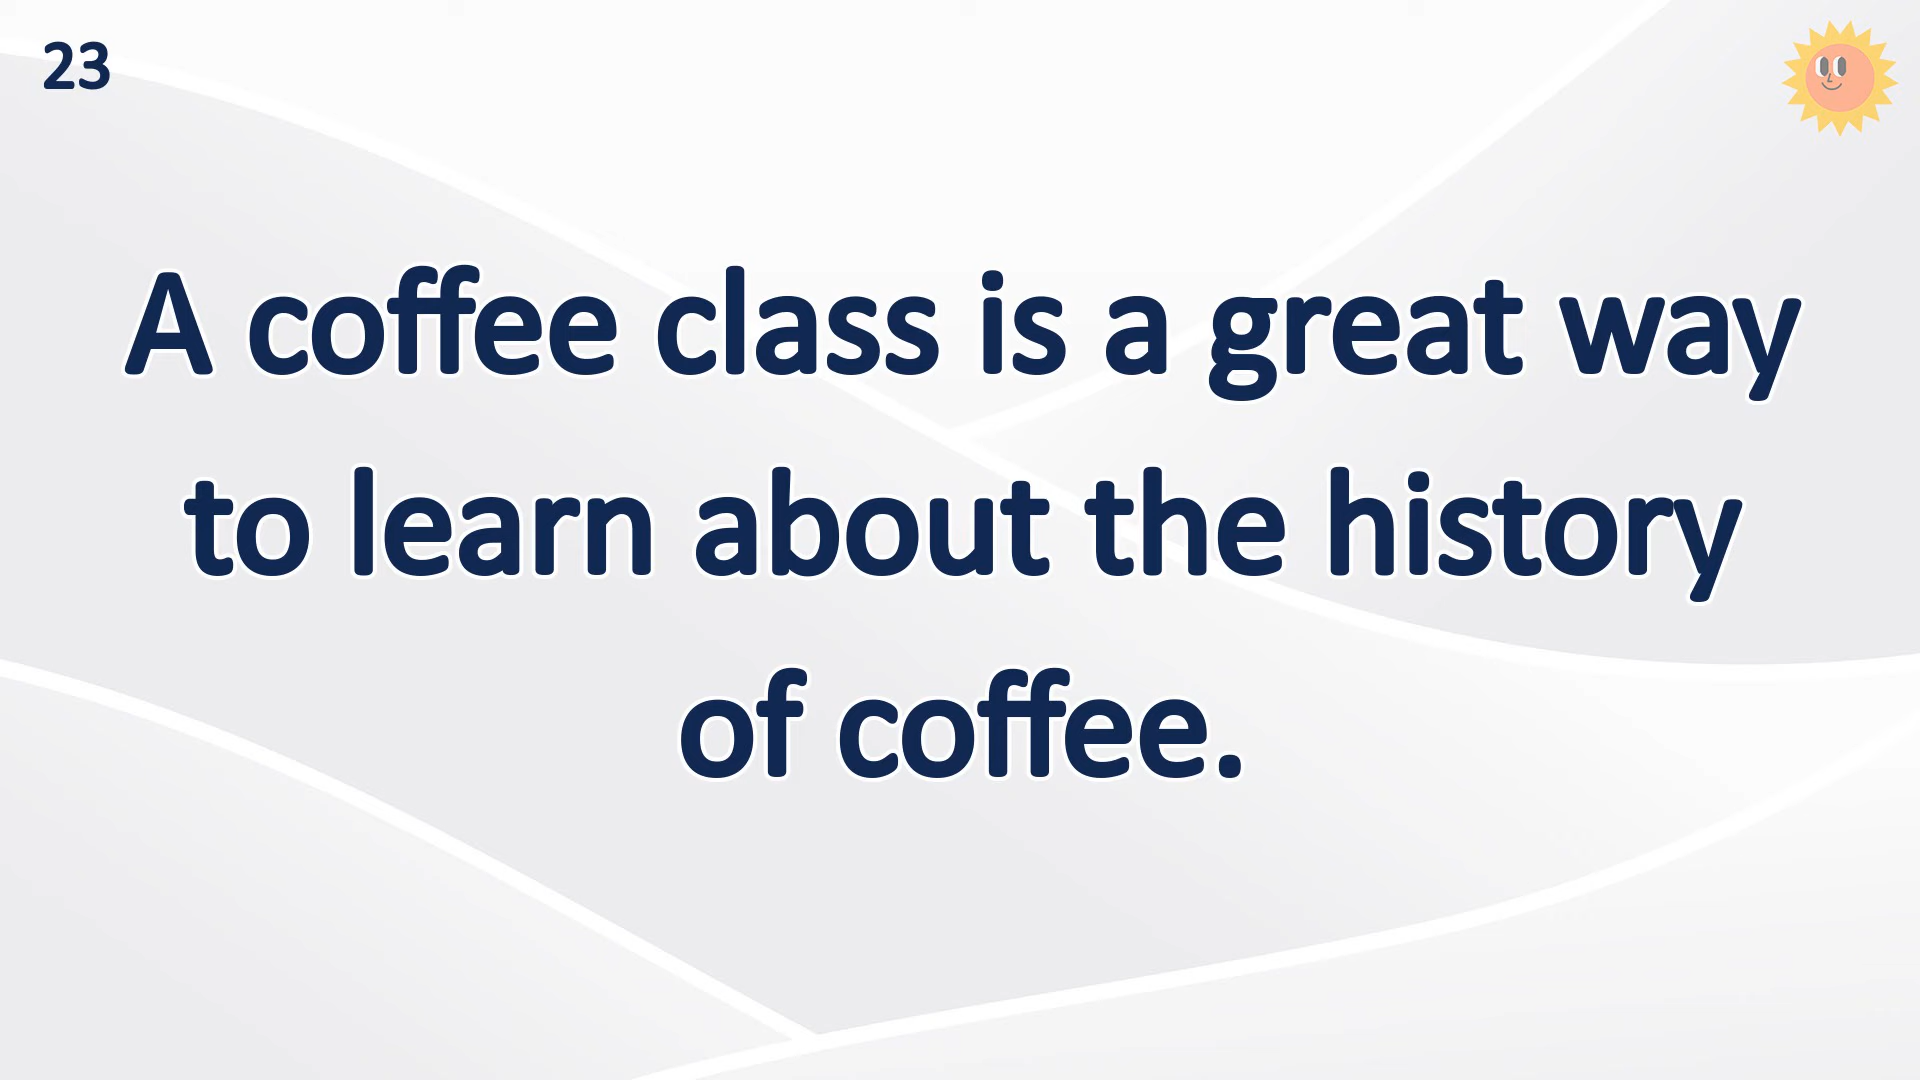 23
A coffee class is a great way
to learn about the history
of coffee.